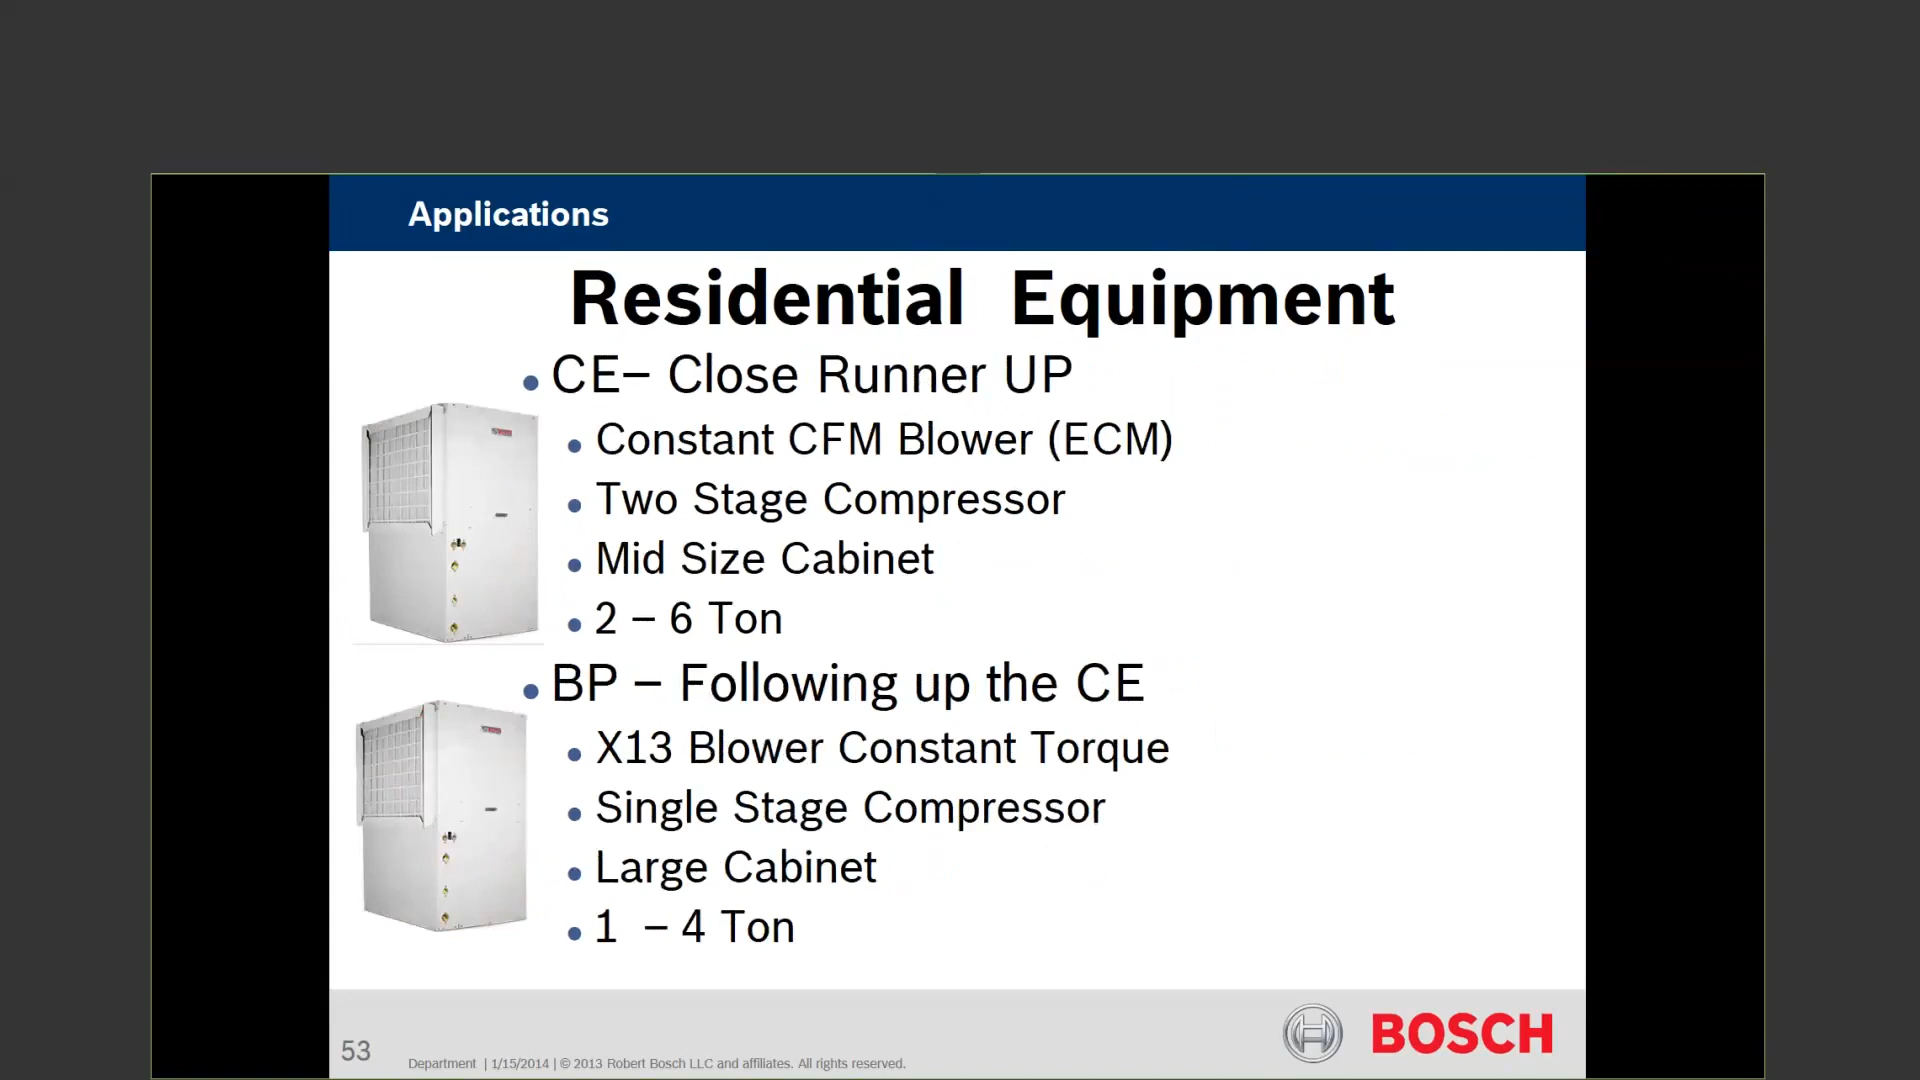 Applications
Residential Equipment
• CE– Close Runner UP
• Constant CFM Blower (ECM)
• Two Stage Compressor
• Mid Size Cabinet
• 2 – 6 Ton
• BP – Following up the CE
• X13 Blower Constant Torque
• Single Stage Compressor
• Large Cabinet
• 1 – 4 Ton
53
Department | 1/15/2014 | © 2013 Robert Bosch LLC and affiliates. All rights reserved.
BOSCH